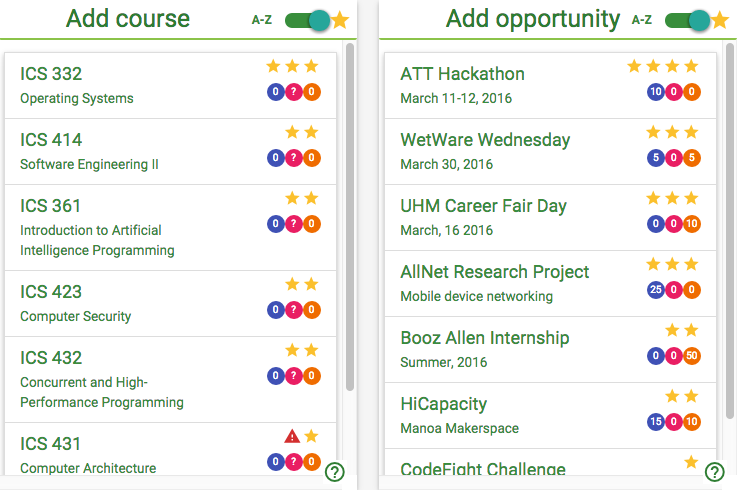 Add course A-Z
ICS 332
Operating Systems
0 ? 0
ICS 414
Software Engineering II
0 ? 0
ICS 361
Introduction to Artificial
Intelligence Programming
0 ? 0
ICS 423
Computer Security
0 ? 0
ICS 432
Concurrent and High-
Performance Programming
0 ? 0
ICS 431
Computer Architecture
0 ? 0
?
Add opportunity A-Z
ATT Hackathon
March 11-12, 2016
10 0 0
WetWare Wednesday
March 30, 2016
5 0 5
UHM Career Fair Day
March, 16 2016
0 0 10
AllNet Research Project
Mobile device networking
25 0 0
Booz Allen Internship
Summer, 2016
0 0 50
HiCapacity
Manoa Makerspace
15 0 10
CodeFight Challenge
?